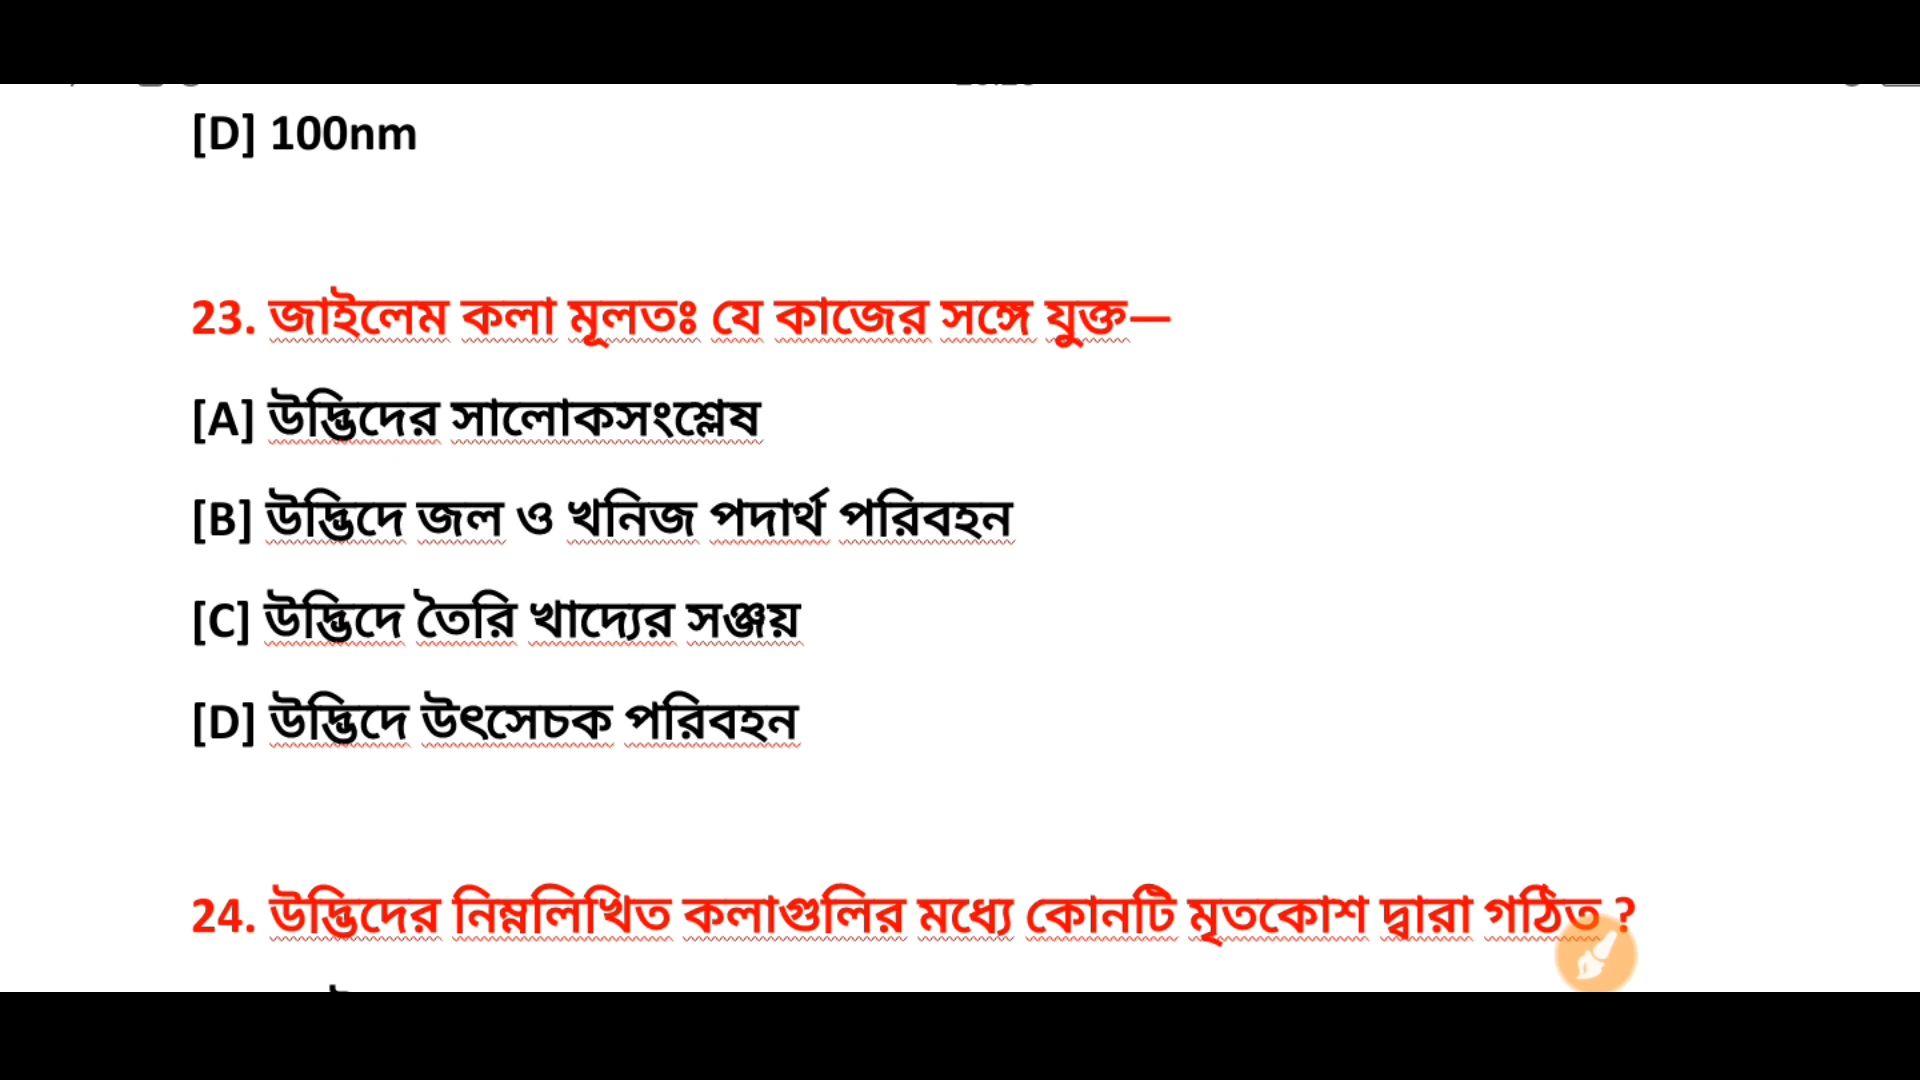 [D] 100nm
23. জাইলেম কলা মূলতঃ যে কাজের সঙ্গে যুক্ত—
[A] উদ্ভিদের সালোকসংশ্লেষ
[B] উদ্ভিদে জল ও খনিজ পদার্থ পরিবহন
[C] উদ্ভিদে তৈরি খাদ্যের সঞ্জয়
[D] উদ্ভিদে উৎসেচক পরিবহন
24. উদ্ভিদের নিম্নলিখিত কলাগুলির মধ্যে কোনটি মৃতকোশ দ্বারা গঠিত ?